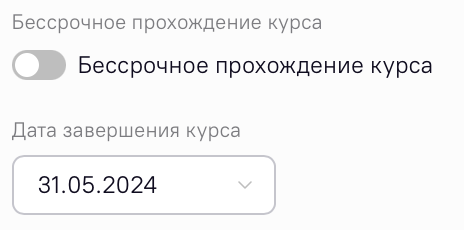 Бессрочное прохождение курса
Бессрочное прохождение курса
Дата завершения курса
31.05.2024